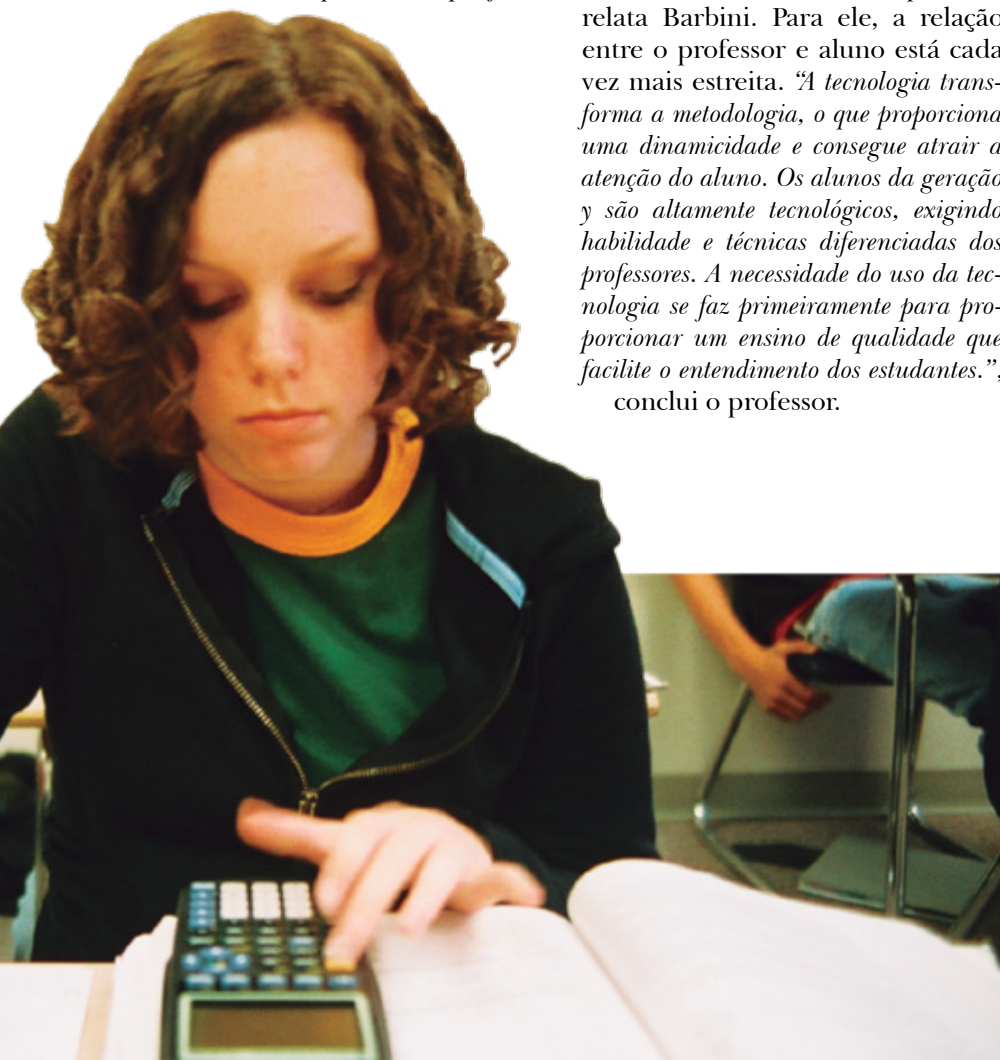 relata Barbini. Para ele, a relação
entre o professor e aluno está cada
vez mais estreita. “A tecnologia trans-
forma a metodologia, o que proporciona
uma dinamicidade e consegue atrair a
atenção do aluno. Os alunos da geração
y são altamente tecnológicos, exigindo
habilidade e técnicas diferenciadas dos
professores. A necessidade do uso da tec-
nologia se faz primeiramente para pro-
porcionar um ensino de qualidade que
facilite o entendimento dos estudantes.”,
conclui o professor.